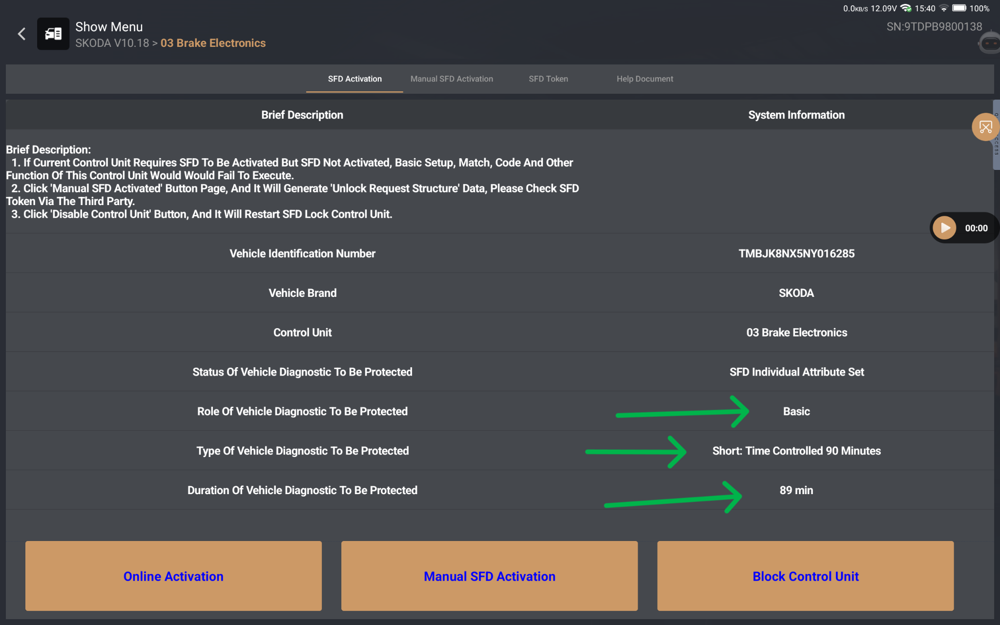 0.0KB/S 12.09V 15:40 100%
Show Menu
SN:9TDPB9800138
SKODA V10.18 > 03 Brake Electronics
SFD Activation Manual SFD Activation SFD Token Help Document
Brief Description System Information
Brief Description:
1. If Current Control Unit Requires SFD To Be Activated But SFD Not Activated, Basic Setup, Match, Code And Other
Function Of This Control Unit Would Would Fail To Execute.
2. Click 'Manual SFD Activated' Button Page, And It Will Generate 'Unlock Request Structure' Data, Please Check SFD
Token Via The Third Party.
3. Click 'Disable Control Unit' Button, And It Will Restart SFD Lock Control Unit.
00:00
Vehicle Identification Number TMBJK8NX5NY016285
Vehicle Brand SKODA
Control Unit 03 Brake Electronics
Status Of Vehicle Diagnostic To Be Protected SFD Individual Attribute Set
Role Of Vehicle Diagnostic To Be Protected Basic
Type Of Vehicle Diagnostic To Be Protected Short: Time Controlled 90 Minutes
Duration Of Vehicle Diagnostic To Be Protected 89 min
Online Activation Manual SFD Activation Block Control Unit